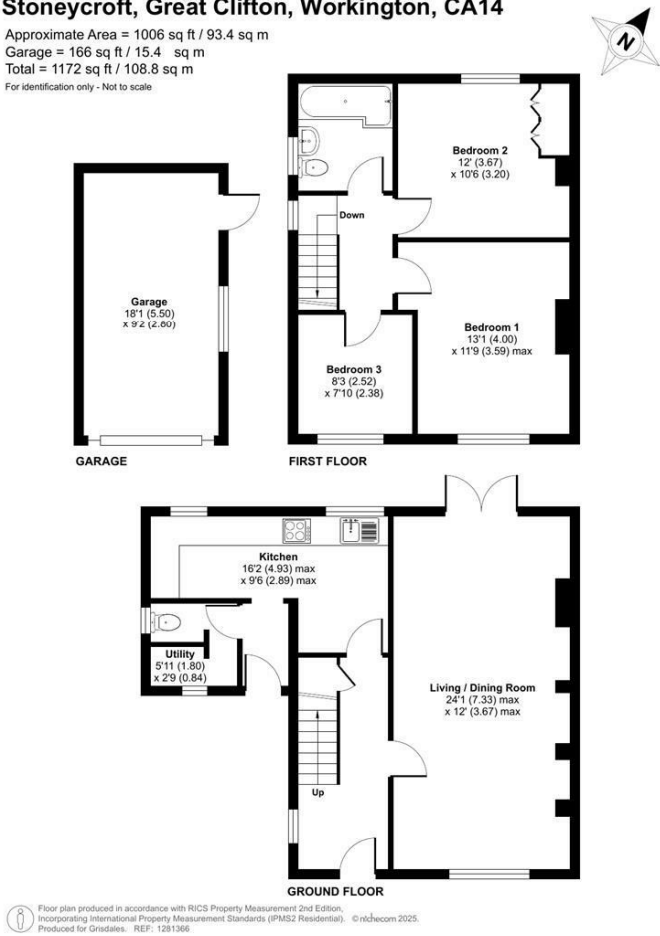 Stoneycroft, Great Clifton, Workington, CA14
Approximate Area = 1006 sq ft / 93.4 sq m
Garage = 166 sq ft / 15.4 sq m
Total = 1172 sq ft / 108.8 sq m
For identification only - Not to scale
N
Bedroom 2
12' (3.67)
x 10'6 (3.20)
Down
Garage
18'1 (5.50)
x 9'2 (2.80)
Bedroom 1
13'1 (4.00)
x 11'9 (3.59) max
Bedroom 3
8'3 (2.52)
x 7'10 (2.38)
GARAGE
FIRST FLOOR
Kitchen
16'2 (4.93) max
x 9'6 (2.89) max
Utility
5'11 (1.80)
x 2'9 (0.84)
Living / Dining Room
24'1 (7.33) max
x 12' (3.67) max
Up
GROUND FLOOR
Floor plan produced in accordance with RICS Property Measurement 2nd Edition,
Incorporating International Property Measurement Standards (IPMS2 Residential). © nichecom 2025.
Produced for Grisdales. REF: 1281366